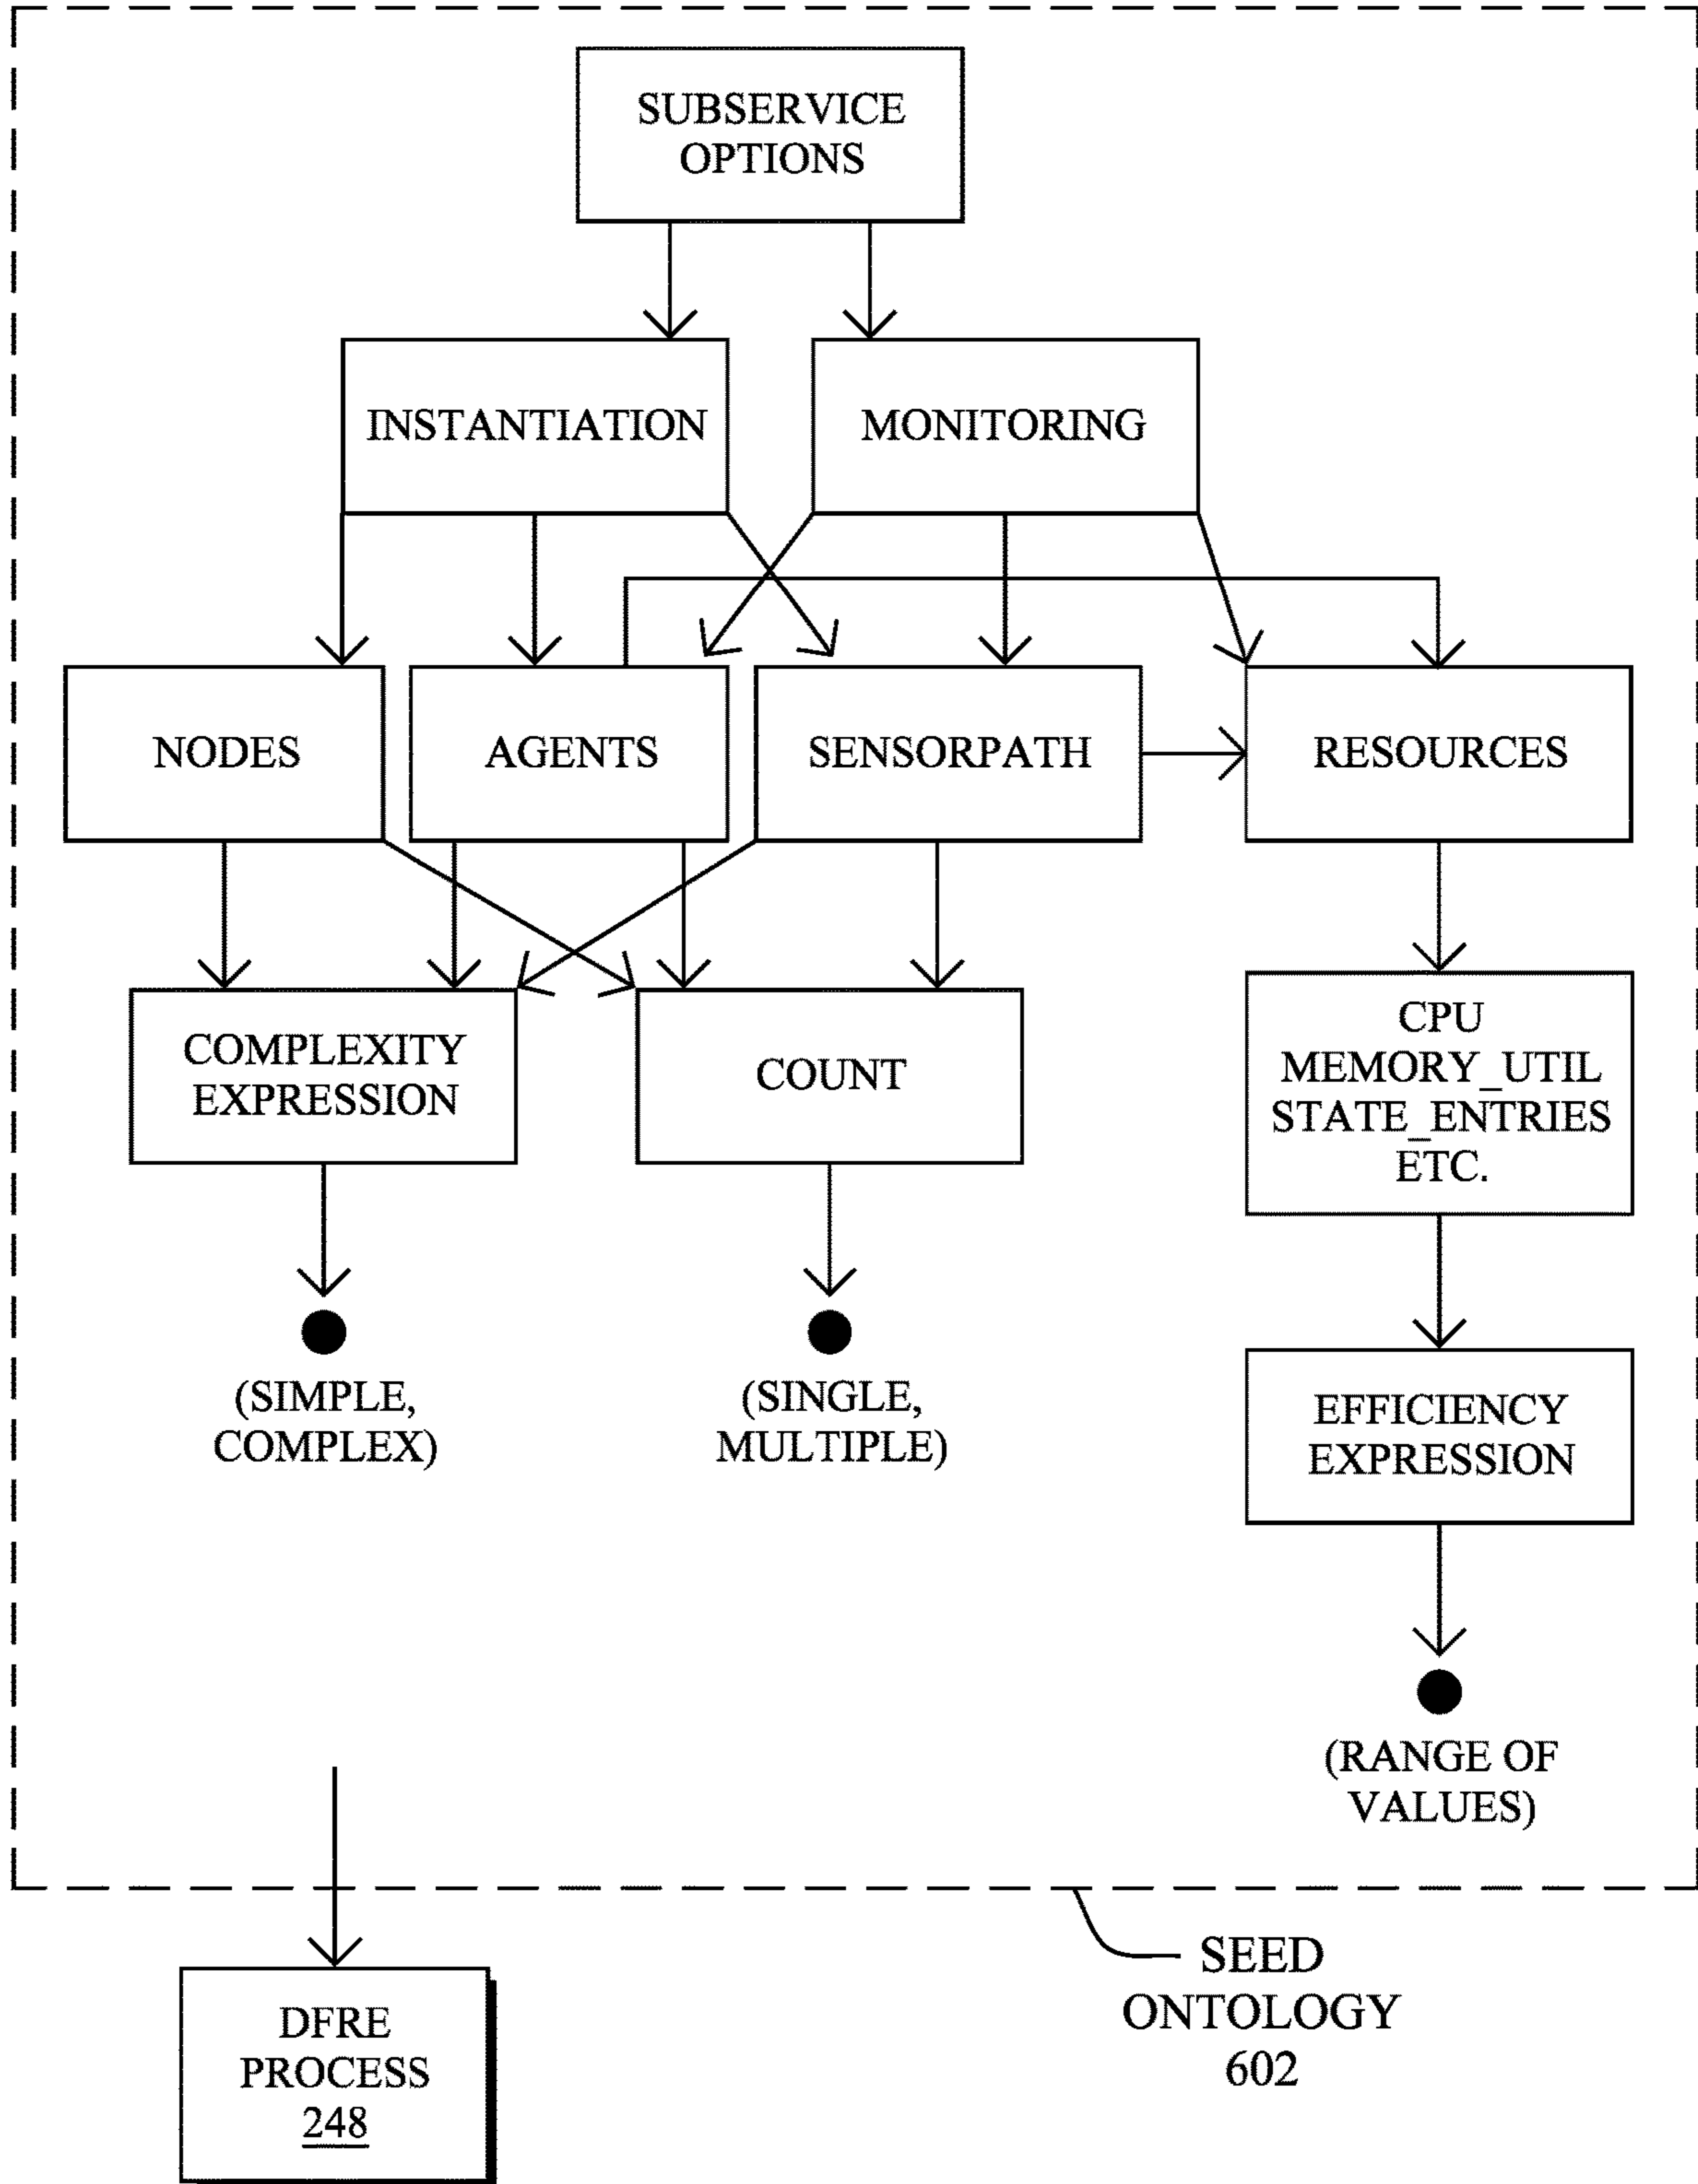 SUBSERVICE
OPTIONS
INSTANTIATION
MONITORING
NODES
AGENTS
SENSORPATH
RESOURCES
COMPLEXITY
EXPRESSION
COUNT
CPU
MEMORY_UTIL
STATE_ENTRIES
ETC.
(SIMPLE,
COMPLEX)
(SINGLE,
MULTIPLE)
EFFICIENCY
EXPRESSION
(RANGE OF
VALUES)
SEED
ONTOLOGY
602
DFRE
PROCESS
248